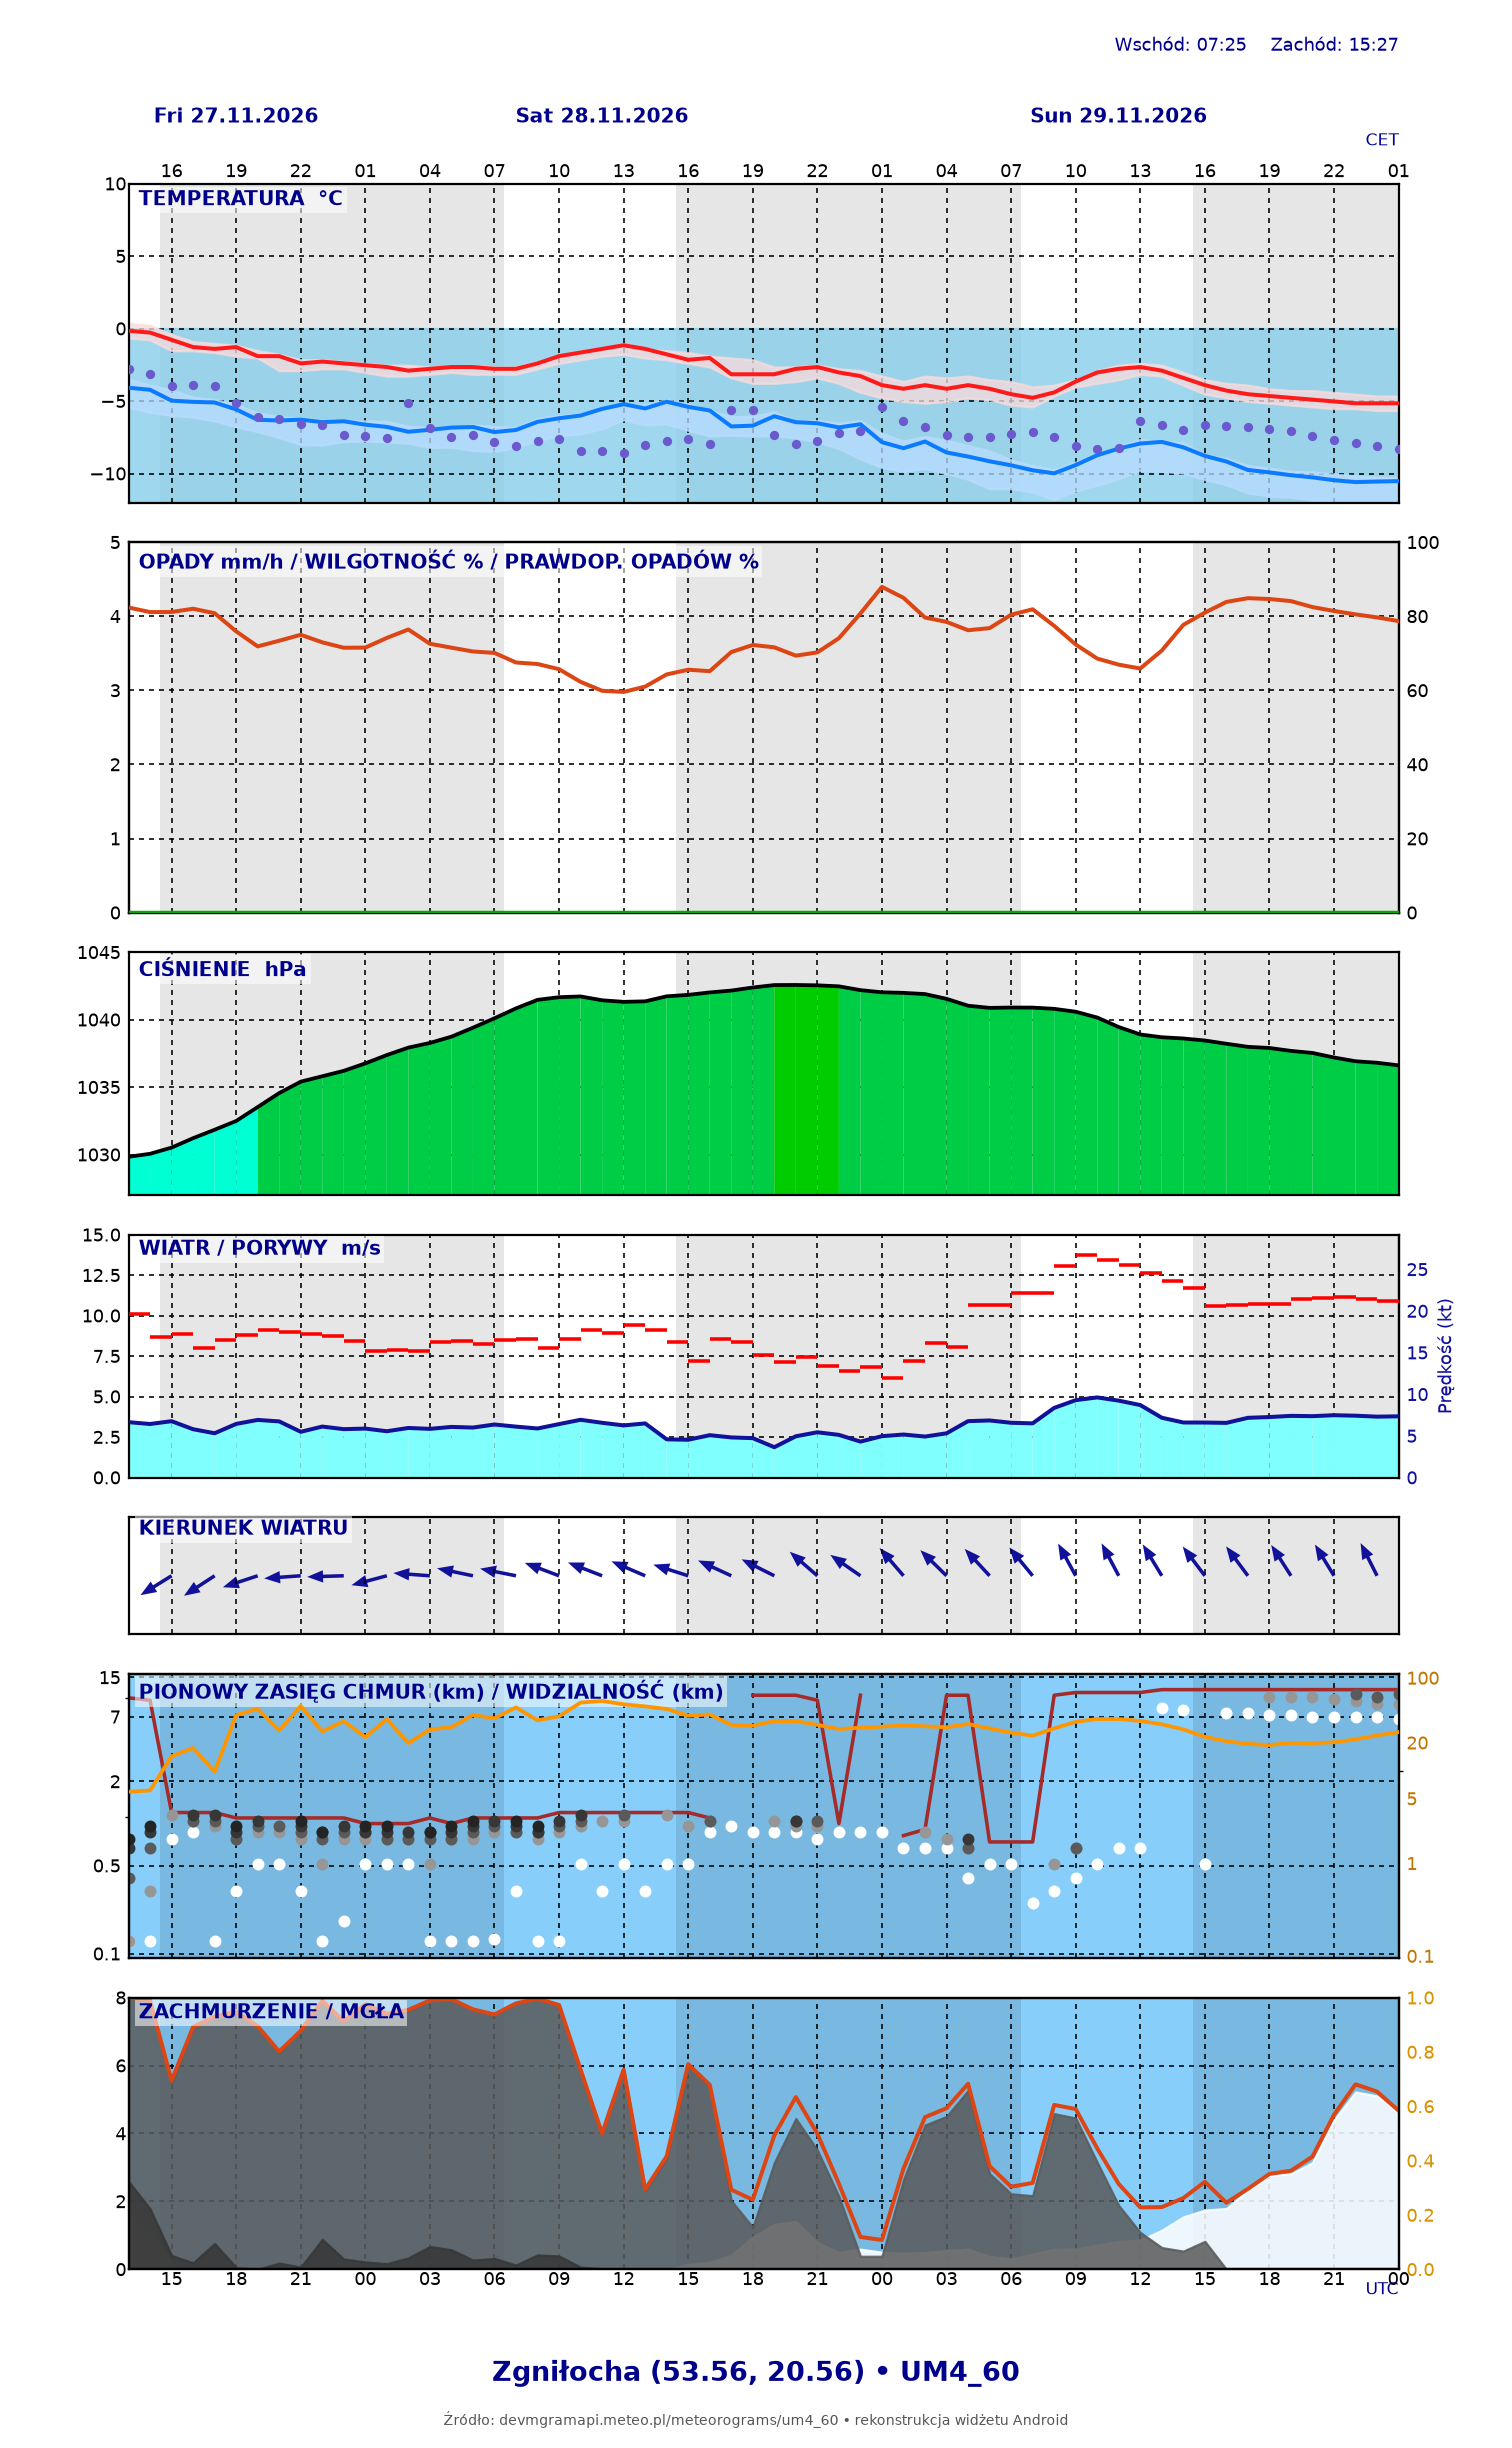 Wschód: 07:25 Zachód: 15:27
Fri 27.11.2026 Sat 28.11.2026 Sun 29.11.2026
CET
16 19 22 01 04 07 10 13 16 19 22 01 04 07 10 13 16 19 22 01
TEMPERATURA °C
10
5
0
−5
−10
OPADY mm/h / WILGOTNOŚĆ % / PRAWDOP. OPADÓW %
5 100
4 80
3 60
2 40
1 20
0 0
CIŚNIENIE hPa
1045
1040
1035
1030
WIATR / PORYWY m/s
15.0
12.5 25
10.0 20
7.5 15
5.0 10
2.5 5
0.0 0
Prędkość (kt)
KIERUNEK WIATRU
PIONOWY ZASIĘG CHMUR (km) / WIDZIALNOŚĆ (km)
15 100
7 20
2 5
0.5 1
0.1 0.1
ZACHMURZENIE / MGŁA
8 1.0
0.8
6
0.6
4
0.4
2 0.2
0 0.0
15 18 21 00 03 06 09 12 15 18 21 00 03 06 09 12 15 18 21 00
UTC
Zgniłocha (53.56, 20.56) • UM4_60
Źródło: devmgramapi.meteo.pl/meteorograms/um4_60 • rekonstrukcja widżetu Android